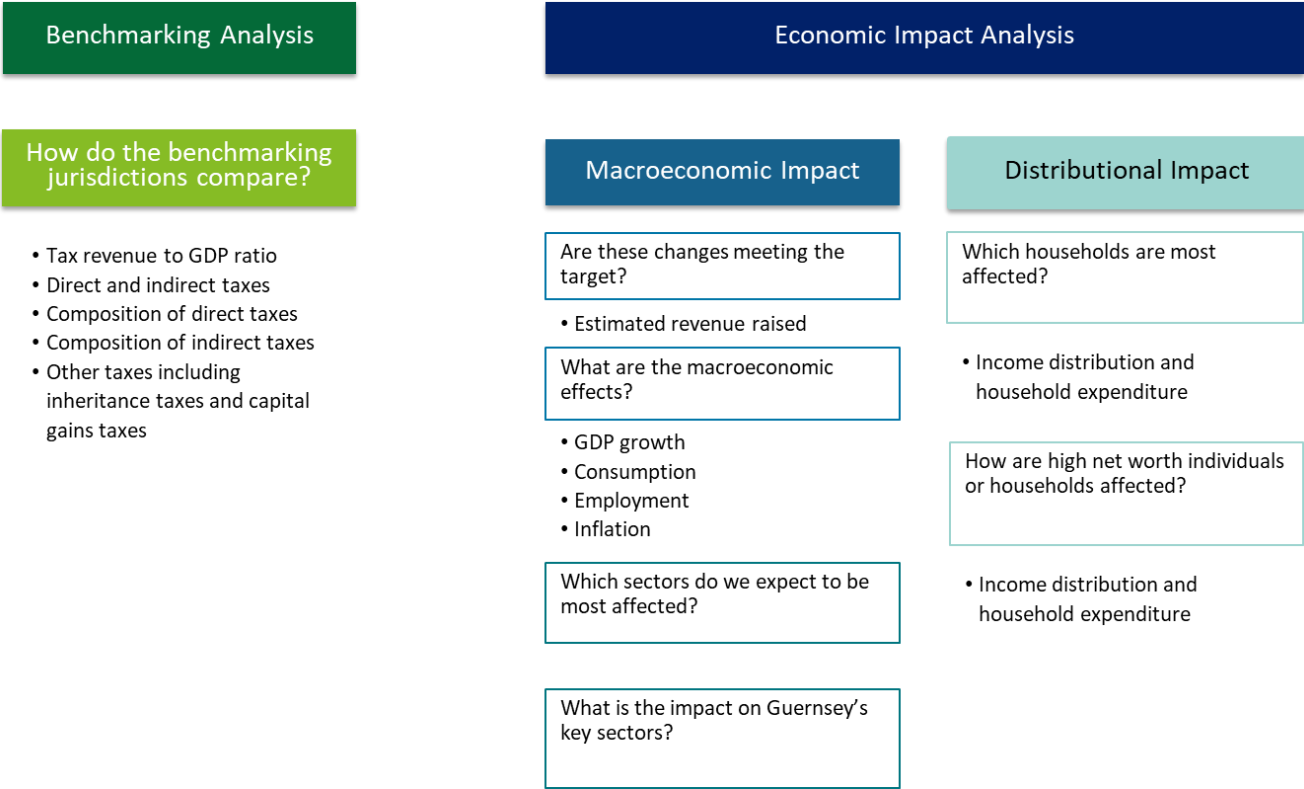 Benchmarking Analysis
Economic Impact Analysis
How do the benchmarking
jurisdictions compare?
• Tax revenue to GDP ratio
• Direct and indirect taxes
• Composition of direct taxes
• Composition of indirect taxes
• Other taxes including
inheritance taxes and capital
gains taxes
Macroeconomic Impact
Are these changes meeting the
target?
• Estimated revenue raised
What are the macroeconomic
effects?
• GDP growth
• Consumption
• Employment
• Inflation
Which sectors do we expect to be
most affected?
What is the impact on Guernsey’s
key sectors?
Distributional Impact
Which households are most
affected?
• Income distribution and
household expenditure
How are high net worth individuals
or households affected?
• Income distribution and
household expenditure